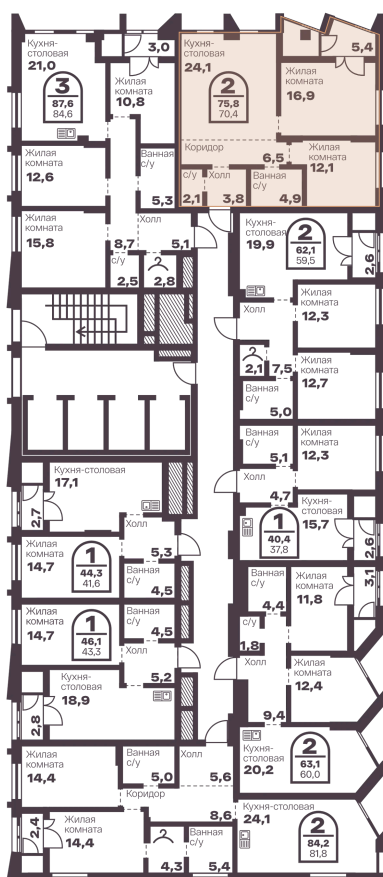 Кухня-
столовая
21,0
3
87,6
84,6
3,0
Жилая
комната
10,8
Жилая
комната
12,6
Ванная
с/у
5,3
Жилая
комната
15,8
8,7
Холл
5,1
с/у
2,5
2,8
Кухня-
столовая
24,1
2
75,8
70,4
5,4
Жилая
комната
16,9
Коридор
6,5
Жилая
комната
12,1
с/у
2,1
Холл
3,8
Ванная
с/у
4,9
Кухня-
столовая
19,9
2
62,1
59,5
2,6
Холл
Жилая
комната
12,3
2,1
7,5
Жилая
комната
12,7
Ванная
с/у
5,0
Ванная
с/у
5,1
Жилая
комната
12,3
Холл
4,7
Кухня-
столовая
15,7
1
40,4
37,8
2,6
Кухня-столовая
17,1
2,7
Холл
5,3
Жилая
комната
14,7
1
44,3
41,6
Ванная
с/у
4,5
Жилая
комната
14,7
1
46,1
43,3
Ванная
с/у
4,5
Холл
5,2
Кухня-
столовая
18,9
2,8
4,4
Жилая
комната
11,8
3,1
с/у
1,8
Холл
9,4
Жилая
комната
12,4
Кухня-
столовая
20,2
2
63,1
60,0
Жилая
комната
14,4
Ванная
с/у
5,0
Холл
5,6
Коридор
8,6
Жилая
комната
14,4
2,4
4,3
Ванная
с/у
5,4
Кухня-столовая
24,1
2
84,2
81,8